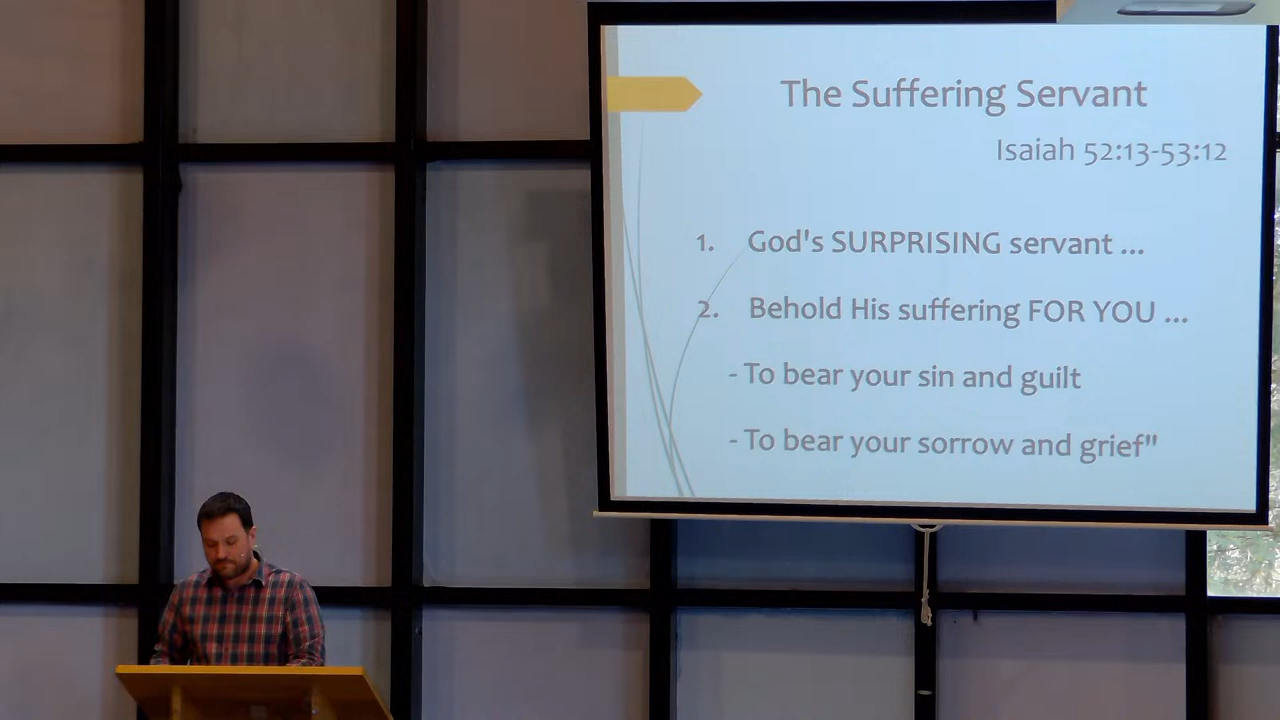 The Suffering Servant
Isaiah 52:13-53:12
1. God's SURPRISING servant ...
2. Behold His suffering FOR YOU ...
- To bear your sin and guilt
- To bear your sorrow and grief"